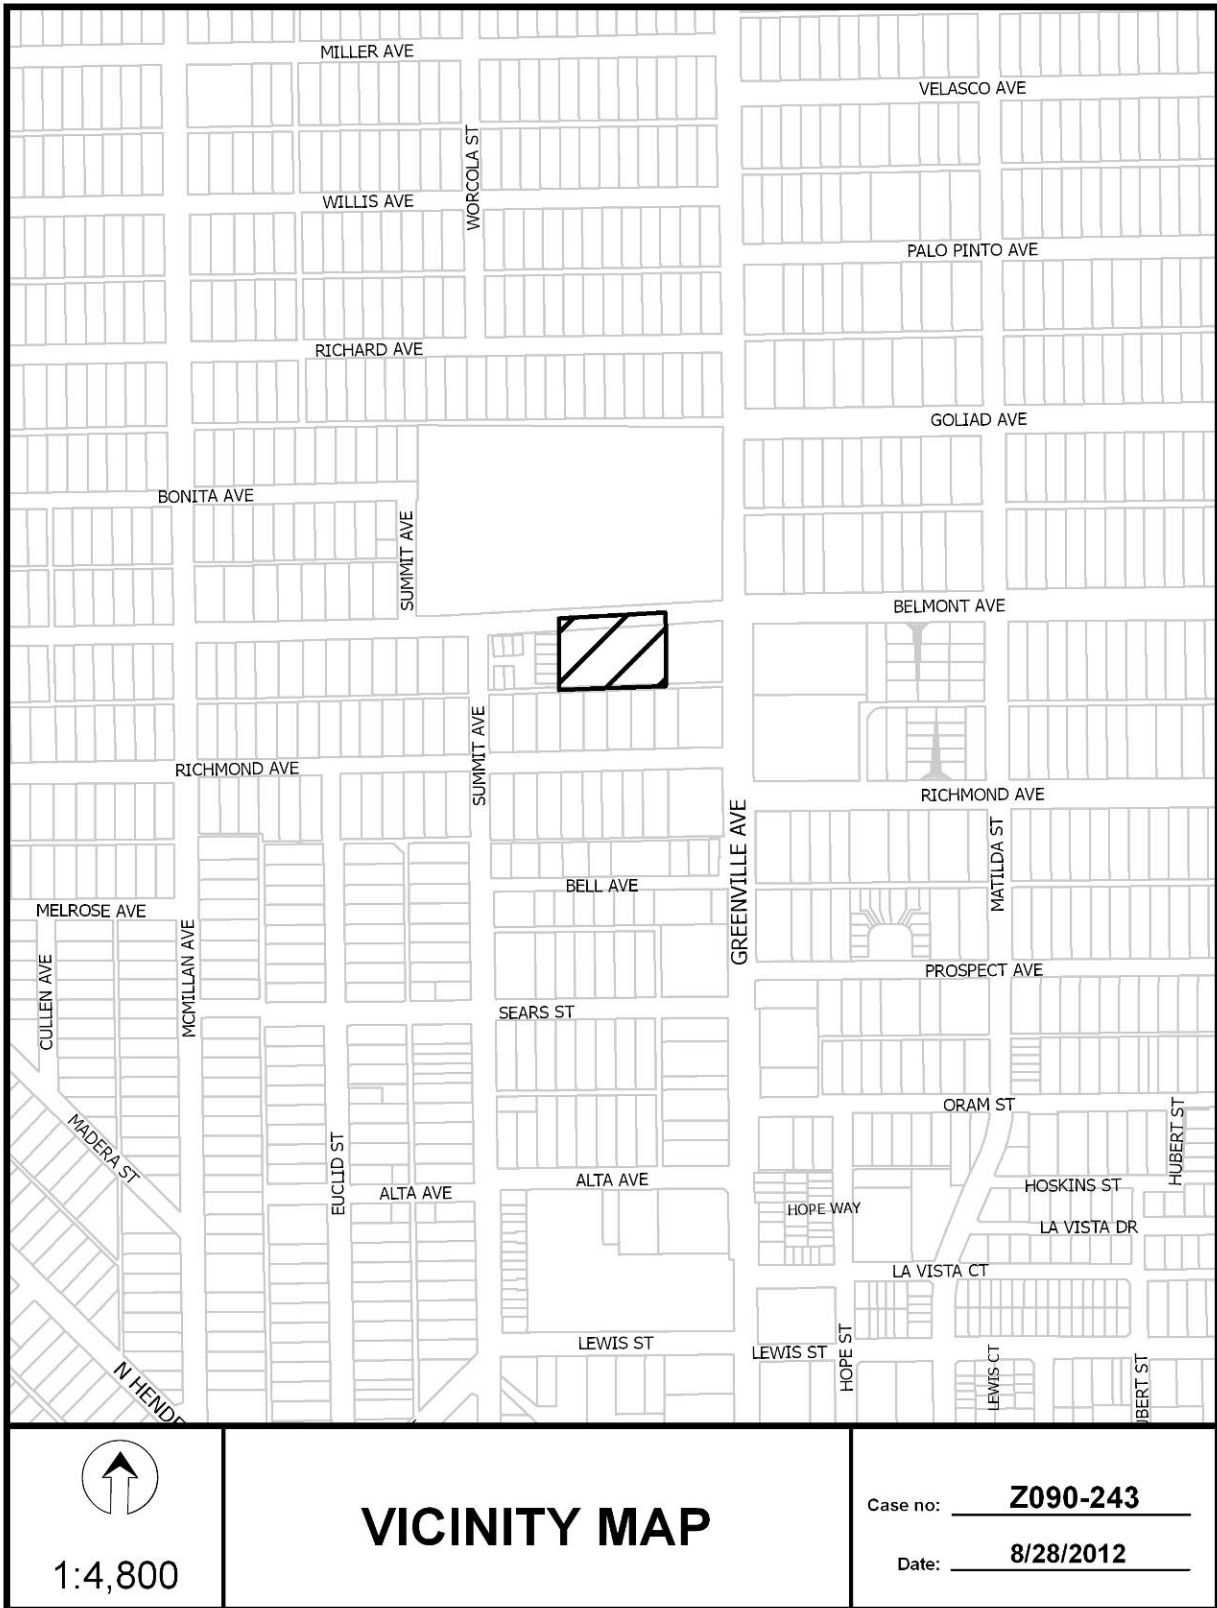 MILLER AVE
VELASCO AVE
WORCOLA ST
WILLIS AVE
PALO PINTO AVE
RICHARD AVE
GOLIAD AVE
BONITA AVE
SUMMIT AVE
BELMONT AVE
SUMMIT AVE
RICHMOND AVE
RICHMOND AVE
GREENVILLE AVE
MATILDA ST
BELL AVE
MELROSE AVE
CULLEN AVE
MCMILLAN AVE
PROSPECT AVE
SEARS ST
ORAM ST
MADERA ST
EUCLID ST
HUBERT ST
ALTA AVE
ALTA AVE
HOSKINS ST
HOPE WAY
LA VISTA DR
LA VISTA CT
LEWIS ST
LEWIS ST
HOPE ST
LEWIS CT
UBERT ST
N HENDE
1:4,800
VICINITY MAP
Case no: Z090-243
Date: 8/28/2012